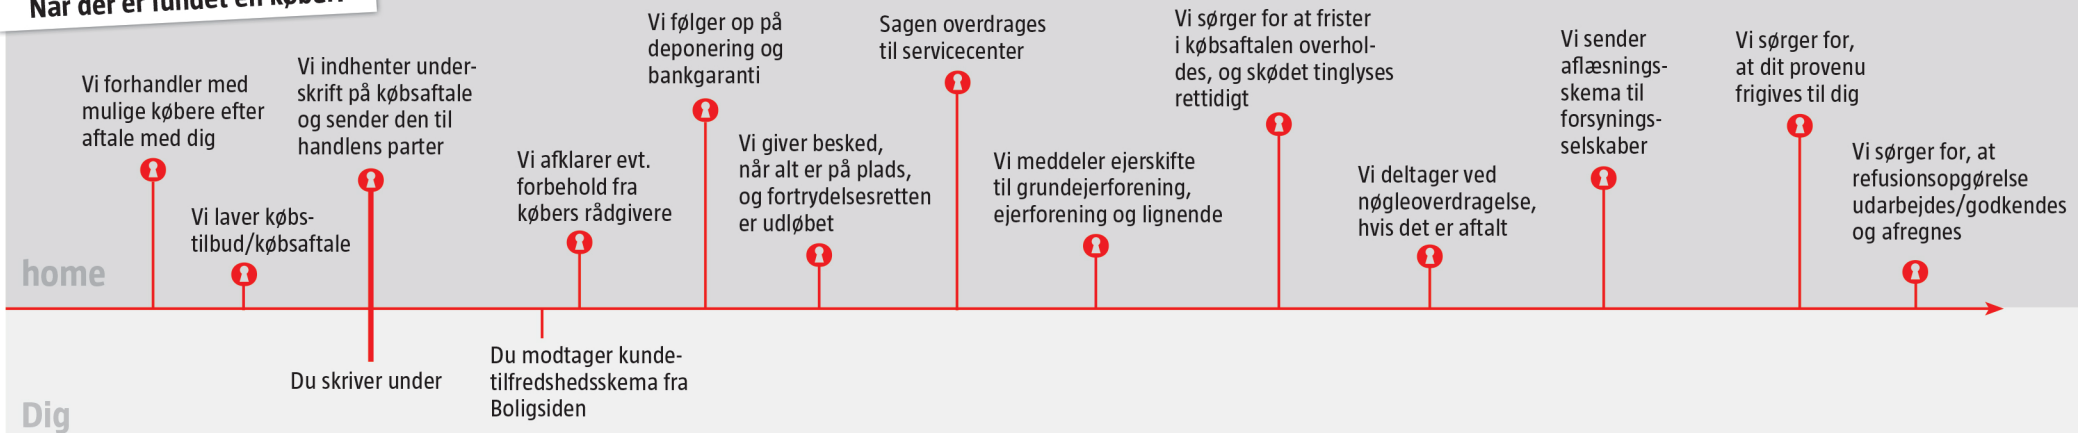 Når der er fundet en køber:
Vi forhandler med
mulige købere efter
aftale med dig
Vi laver købs-
tilbud/købsaftale
Vi indhenter under-
skrift på købsaftale
og sender den til
handlens parter
Vi afklarer evt.
forbehold fra
købers rådgivere
Vi følger op på
deponering og
bankgaranti
Vi giver besked,
når alt er på plads,
og fortrydelsesretten
er udløbet
Sagen overdrages
til servicecenter
Vi meddeler ejerskifte
til grundejerforening,
ejerforening og lignende
Vi sørger for at frister
i købsaftalen overhol-
des, og skødet tinglyses
rettidigt
Vi deltager ved
nøgleoverdragelse,
hvis det er aftalt
Vi sender
aflæsnings-
skema til
forsynings-
selskaber
Vi sørger for,
at dit provenu
frigives til dig
Vi sørger for, at
refusionsopgørelse
udarbejdes/godkendes
og afregnes
home
Du skriver under
Du modtager kunde-
tilfredshedsskema fra
Boligsiden
Dig